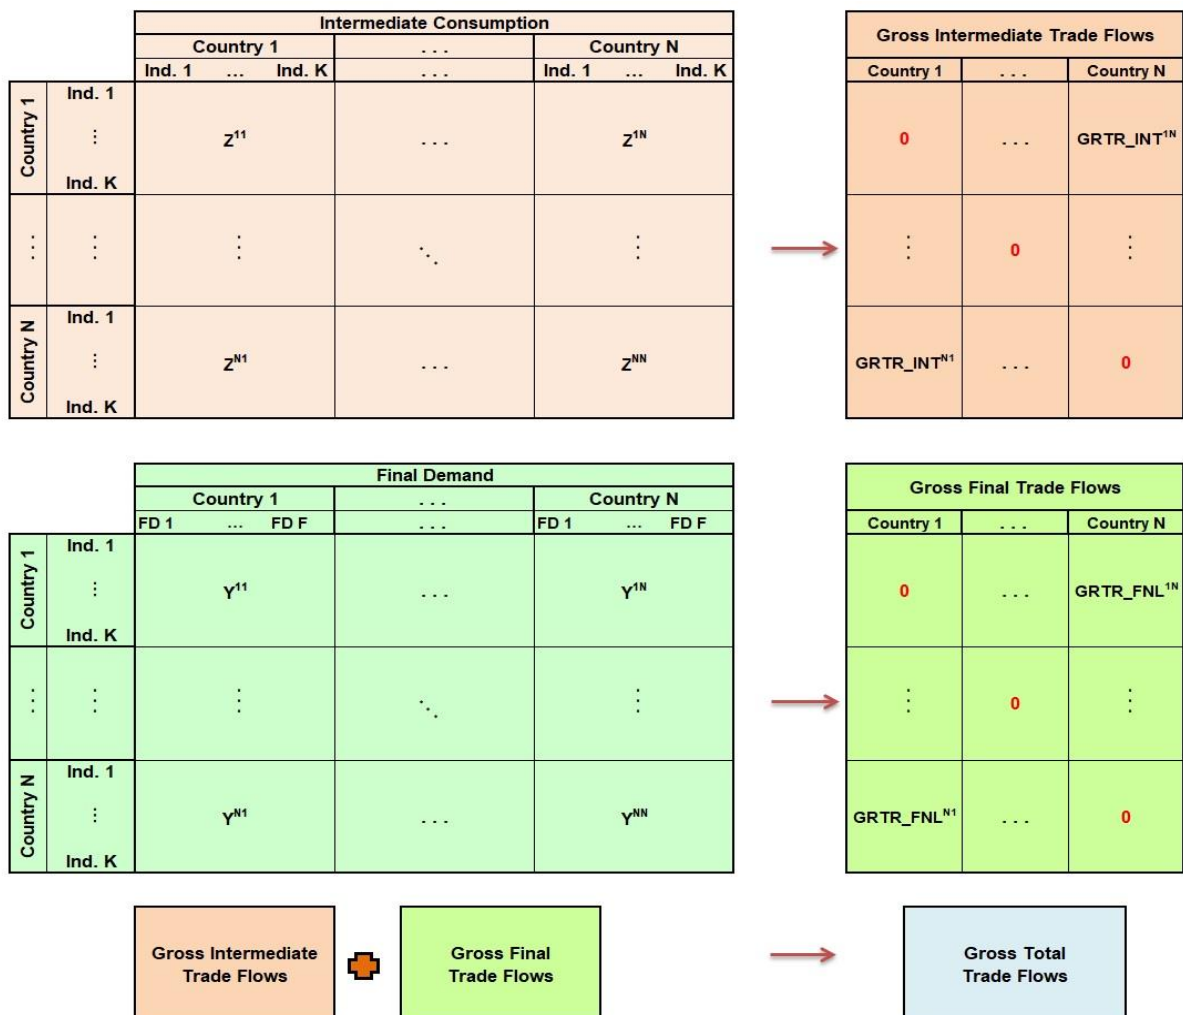 Intermediate Consumption
Gross Intermediate Trade Flows
Country 1 . . . Country N
Ind. 1 ... Ind. K . . . Ind. 1 ... Ind. K
Country 1 . . . Country N
Country 1
Ind. 1
⋮
Ind. K
Z¹¹ . . . Z¹ᴺ
0 . . . GRTR_INT¹ᴺ
⋮ ⋮ ⋮ ⋱ ⋮
⋮ 0 ⋮
Country N
Ind. 1
⋮
Ind. K
Zᴺ¹ . . . Zᴺᴺ
GRTR_INTᴺ¹ . . . 0
Final Demand
Gross Final Trade Flows
Country 1 . . . Country N
FD 1 ... FD F . . . FD 1 ... FD F
Country 1 . . . Country N
Country 1
Ind. 1
⋮
Ind. K
Y¹¹ . . . Y¹ᴺ
0 . . . GRTR_FNL¹ᴺ
⋮ ⋮ ⋮ ⋱ ⋮
⋮ 0 ⋮
Country N
Ind. 1
⋮
Ind. K
Yᴺ¹ . . . Yᴺᴺ
GRTR_FNLᴺ¹ . . . 0
Gross Intermediate
Trade Flows
Gross Final
Trade Flows
Gross Total
Trade Flows